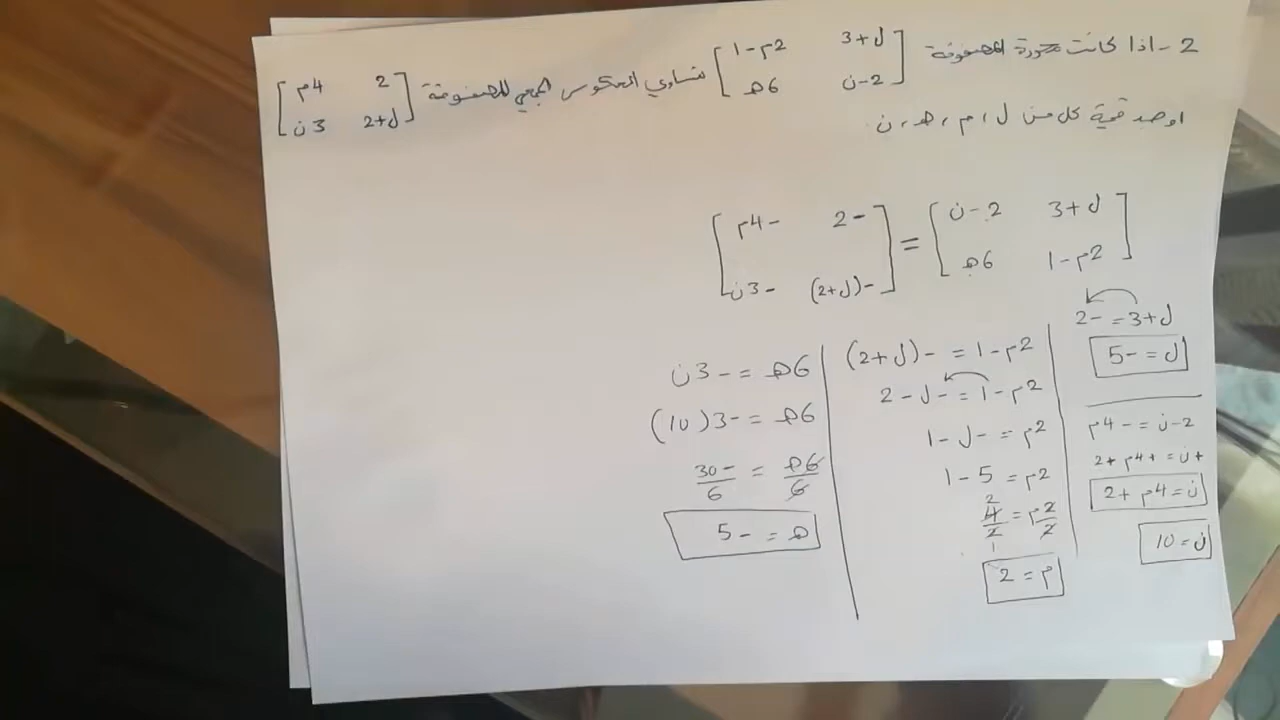 2 - اذا كانت محورة المصفوفة [ل+3 2م-1 2-ن 6هـ] تساوي المعكوس الجمعي للمصفوفة [2 4م ل+2 3ن]
اوجد قيمة كل من ل، م، هـ، ن
[ل+3 2-ن 2م-1 6هـ] = [-2 -4م -(ل+2) -3ن]
ل+3=-2
ل=-5
2-ن=-4م
+ن=+4م+2
ن=4م+2
ن=10
2م-1=-(ل+2)
2م-1=-ل-2
2م=-ل-1
2م=5-1
2م/2=4/2
م=2
6هـ=-3ن
6هـ=-3(10)
6هـ/6=-30/6
هـ=-5